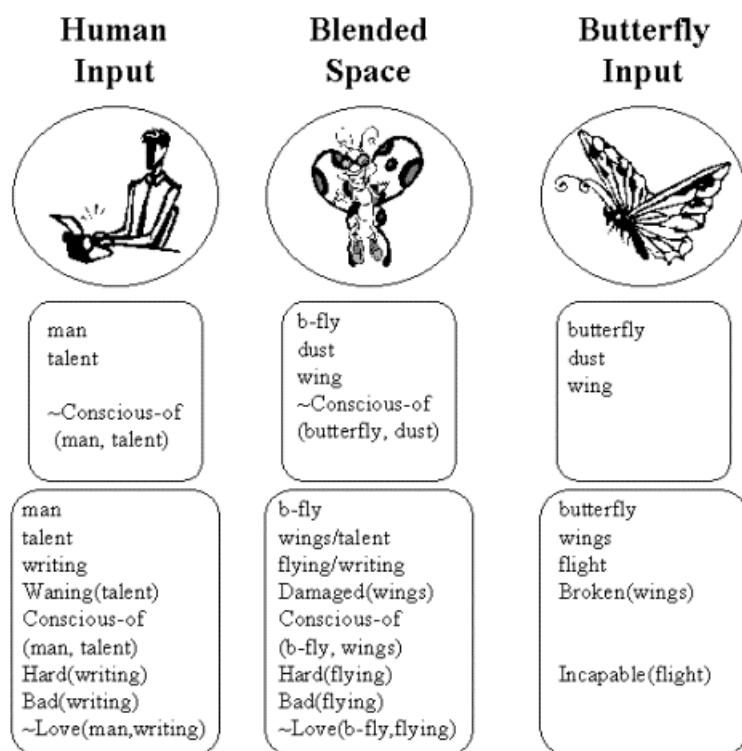 Human
Input
Blended
Space
Butterfly
Input
man
talent
~Conscious-of
(man, talent)
b-fly
dust
wing
~Conscious-of
(butterfly, dust)
butterfly
dust
wing
man
talent
writing
Waning(talent)
Conscious-of
(man, talent)
Hard(writing)
Bad(writing)
~Love(man,writing)
b-fly
wings/talent
flying/writing
Damaged(wings)
Conscious-of
(b-fly, wings)
Hard(flying)
Bad(flying)
~Love(b-fly,flying)
butterfly
wings
flight
Broken(wings)
Incapable(flight)